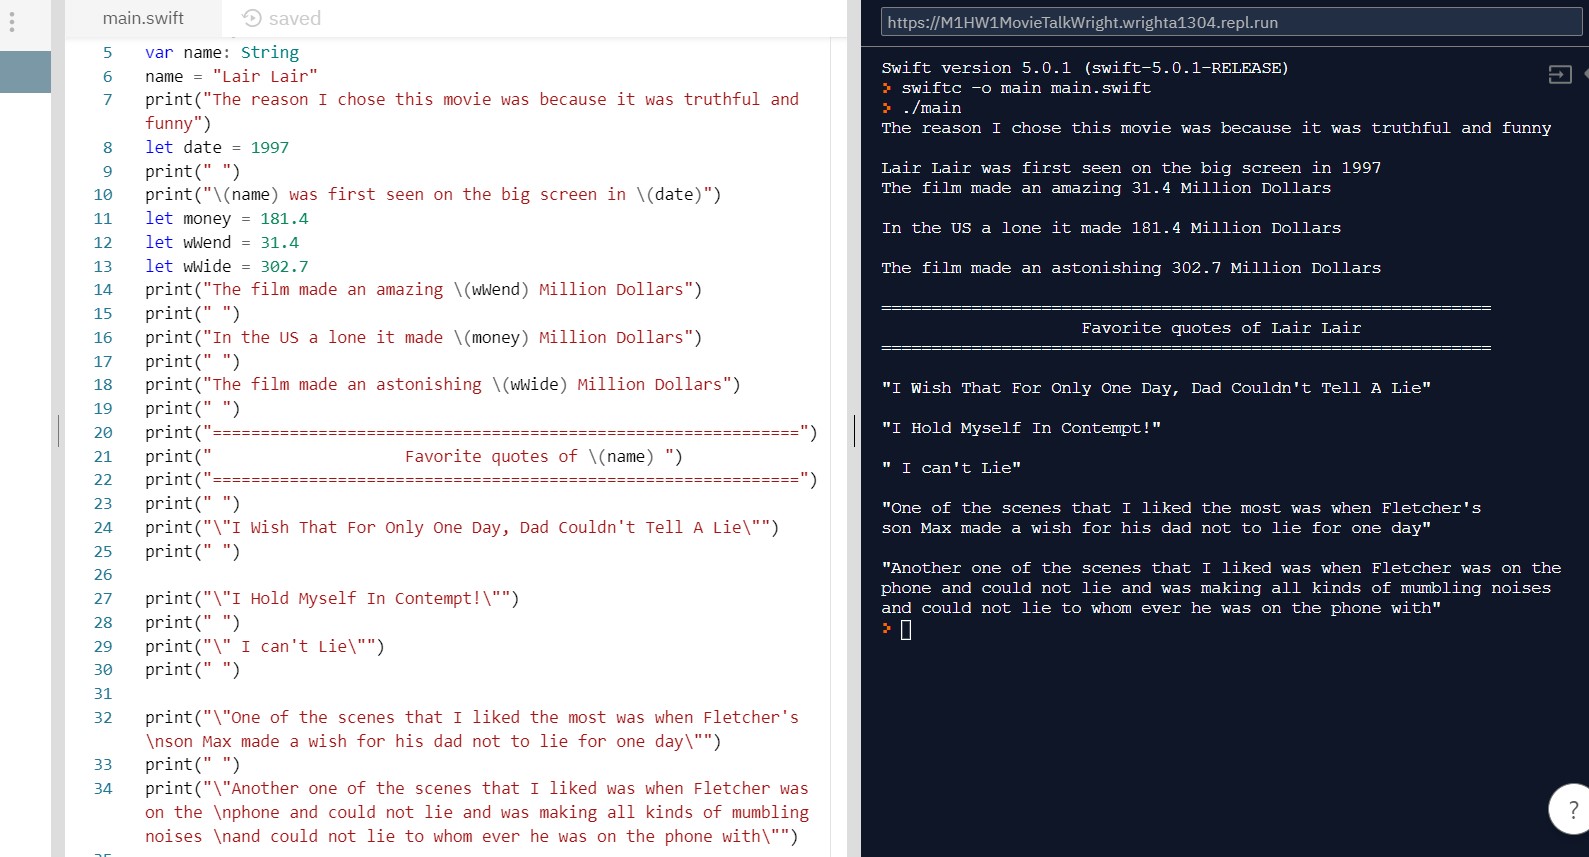 main.swift saved
5 var name: String
6 name = "Lair Lair"
7 print("The reason I chose this movie was because it was truthful and
funny")
8 let date = 1997
9 print(" ")
10 print("\(name) was first seen on the big screen in \(date)")
11 let money = 181.4
12 let wWend = 31.4
13 let wWide = 302.7
14 print("The film made an amazing \(wWend) Million Dollars")
15 print(" ")
16 print("In the US a lone it made \(money) Million Dollars")
17 print(" ")
18 print("The film made an astonishing \(wWide) Million Dollars")
19 print(" ")
20 print("=============================================================")
21 print("                    Favorite quotes of \(name) ")
22 print("=============================================================")
23 print(" ")
24 print("\"I Wish That For Only One Day, Dad Couldn't Tell A Lie\"")
25 print(" ")
26
27 print("\"I Hold Myself In Contempt!\"")
28 print(" ")
29 print("\" I can't Lie\"")
30 print(" ")
31
32 print("\"One of the scenes that I liked the most was when Fletcher's
\nson Max made a wish for his dad not to lie for one day\"")
33 print(" ")
34 print("\"Another one of the scenes that I liked was when Fletcher was
on the \nphone and could not lie and was making all kinds of mumbling
noises \nand could not lie to whom ever he was on the phone with\"")
https://M1HW1MovieTalkWright.wrighta1304.repl.run
Swift version 5.0.1 (swift-5.0.1-RELEASE)
> swiftc -o main main.swift
> ./main
The reason I chose this movie was because it was truthful and funny
Lair Lair was first seen on the big screen in 1997
The film made an amazing 31.4 Million Dollars
In the US a lone it made 181.4 Million Dollars
The film made an astonishing 302.7 Million Dollars
=============================================================
Favorite quotes of Lair Lair
=============================================================
"I Wish That For Only One Day, Dad Couldn't Tell A Lie"
"I Hold Myself In Contempt!"
" I can't Lie"
"One of the scenes that I liked the most was when Fletcher's
son Max made a wish for his dad not to lie for one day"
"Another one of the scenes that I liked was when Fletcher was on the
phone and could not lie and was making all kinds of mumbling noises
and could not lie to whom ever he was on the phone with"
>
?